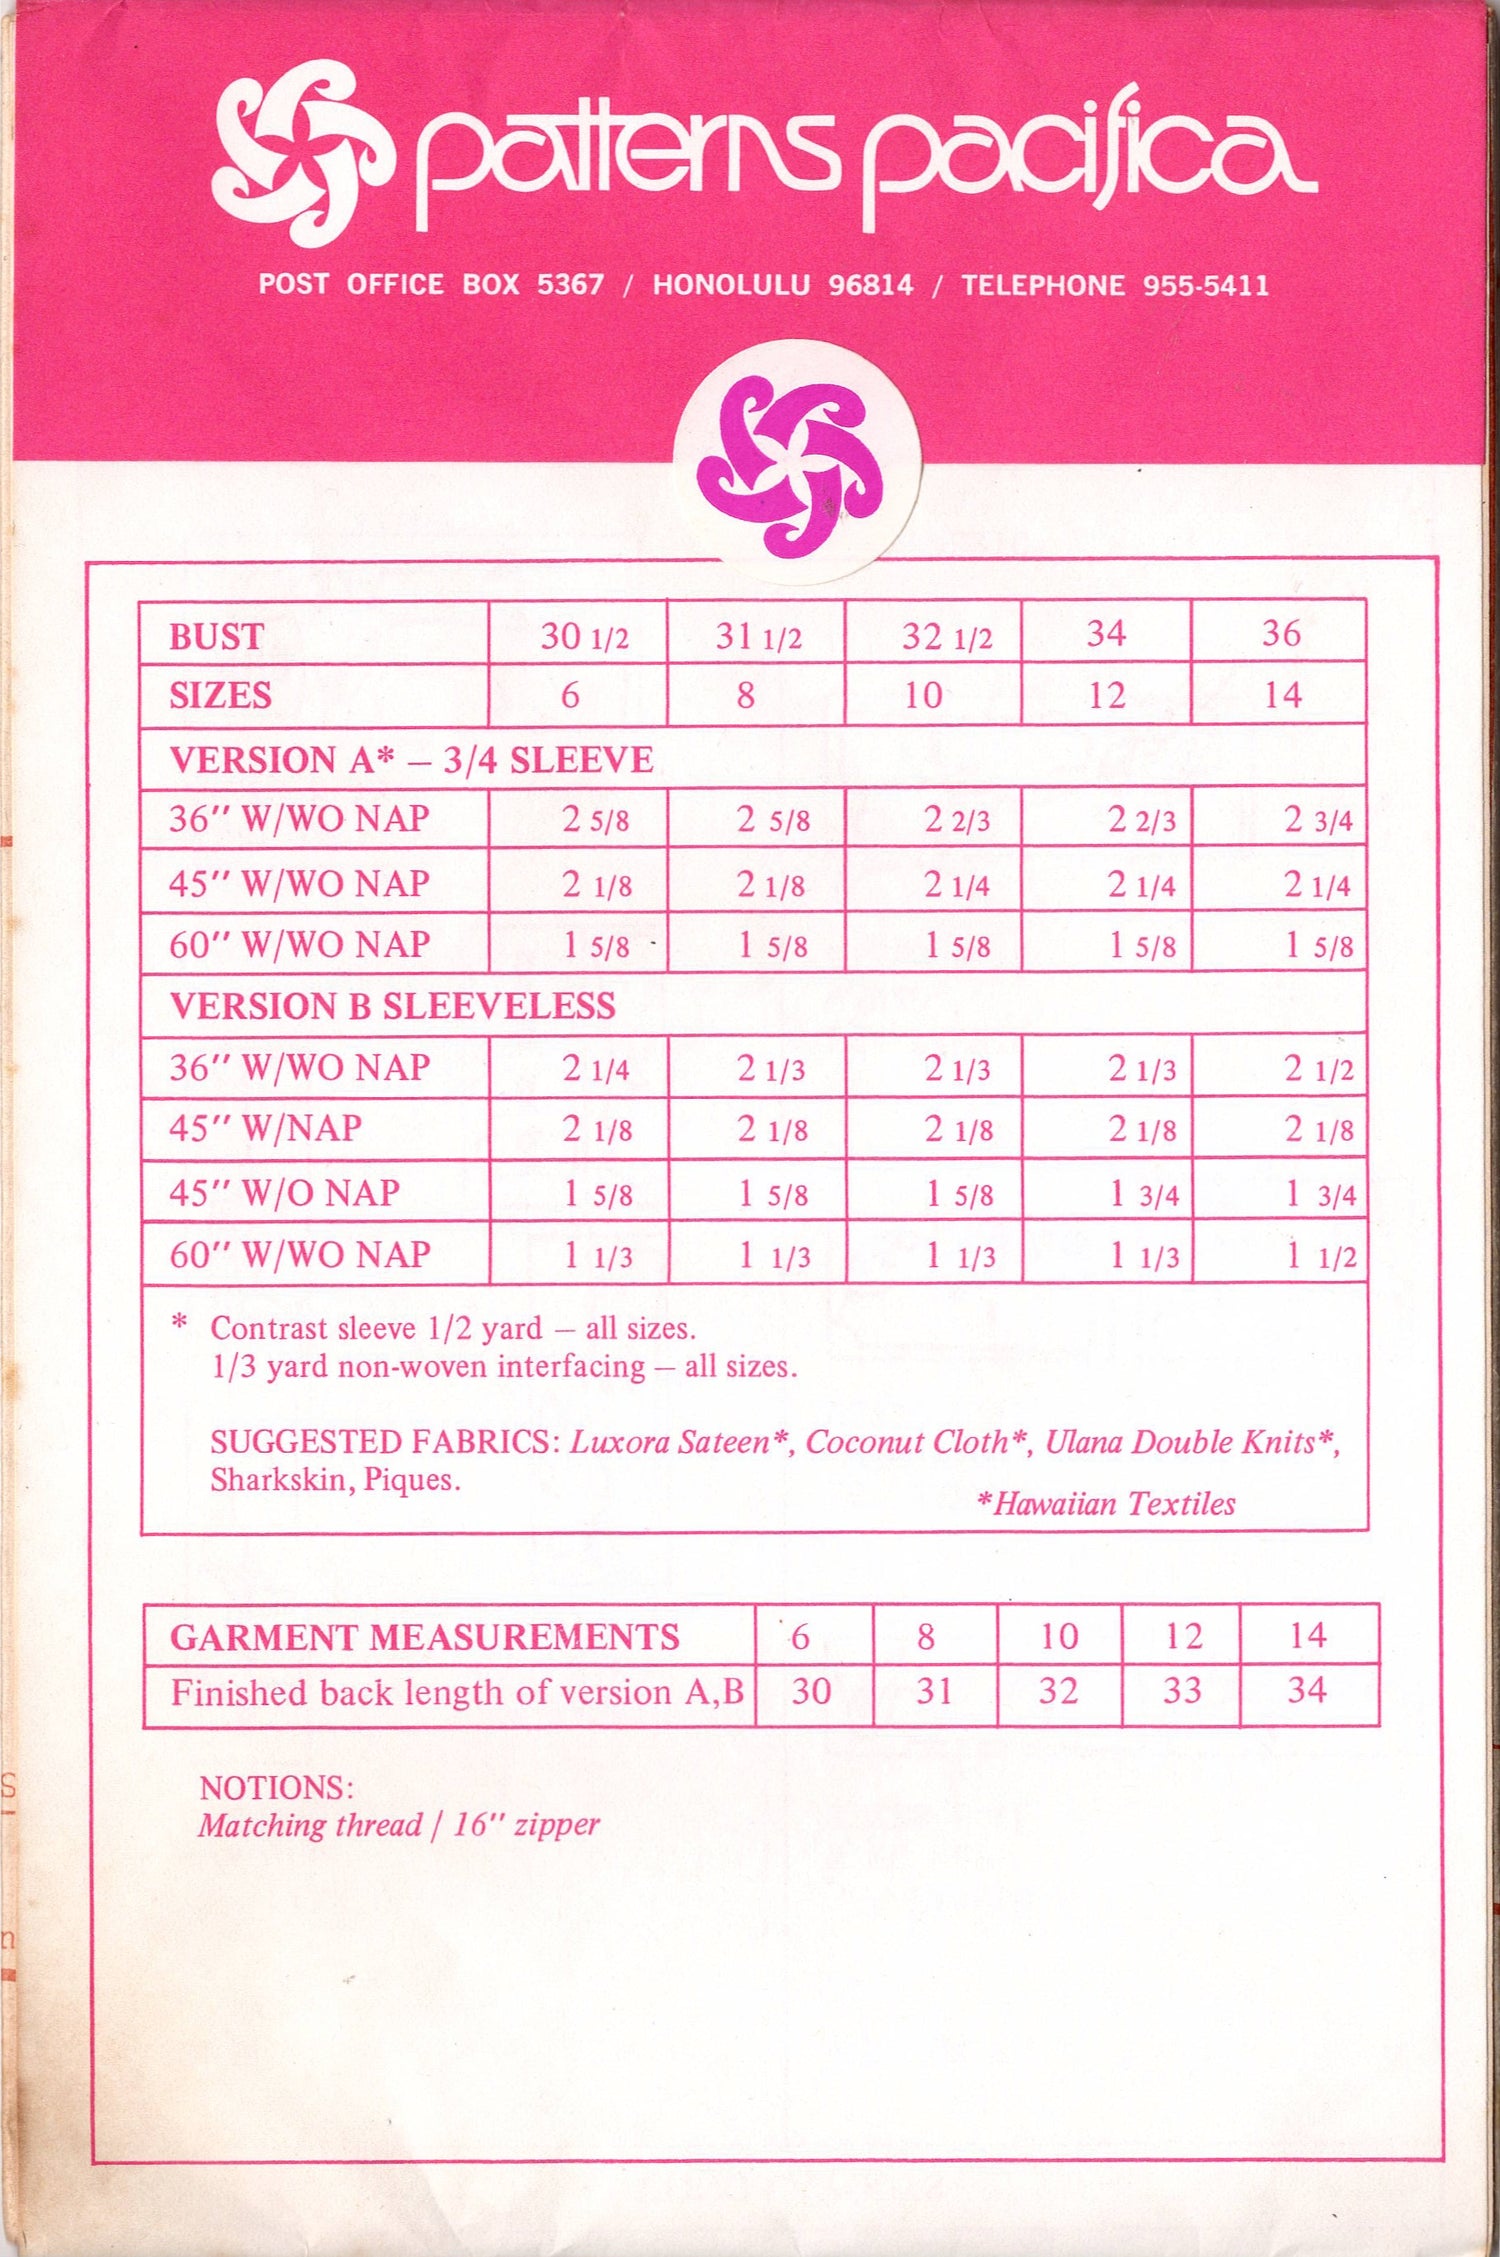 patterns pacifica
POST OFFICE BOX 5367 / HONOLULU 96814 / TELEPHONE 955-5411
BUST 30 1/2 31 1/2 32 1/2 34 36
SIZES 6 8 10 12 14
VERSION A* – 3/4 SLEEVE
36" W/WO NAP 2 5/8 2 5/8 2 2/3 2 2/3 2 3/4
45" W/WO NAP 2 1/8 2 1/8 2 1/4 2 1/4 2 1/4
60" W/WO NAP 1 5/8 1 5/8 1 5/8 1 5/8 1 5/8
VERSION B SLEEVELESS
36" W/WO NAP 2 1/4 2 1/3 2 1/3 2 1/3 2 1/2
45" W/NAP 2 1/8 2 1/8 2 1/8 2 1/8 2 1/8
45" W/O NAP 1 5/8 1 5/8 1 5/8 1 3/4 1 3/4
60" W/WO NAP 1 1/3 1 1/3 1 1/3 1 1/3 1 1/2
* Contrast sleeve 1/2 yard – all sizes.
1/3 yard non-woven interfacing – all sizes.
SUGGESTED FABRICS: Luxora Sateen*, Coconut Cloth*, Ulana Double Knits*,
Sharkskin, Piques.
*Hawaiian Textiles
GARMENT MEASUREMENTS 6 8 10 12 14
Finished back length of version A,B 30 31 32 33 34
NOTIONS:
Matching thread / 16" zipper
S
n